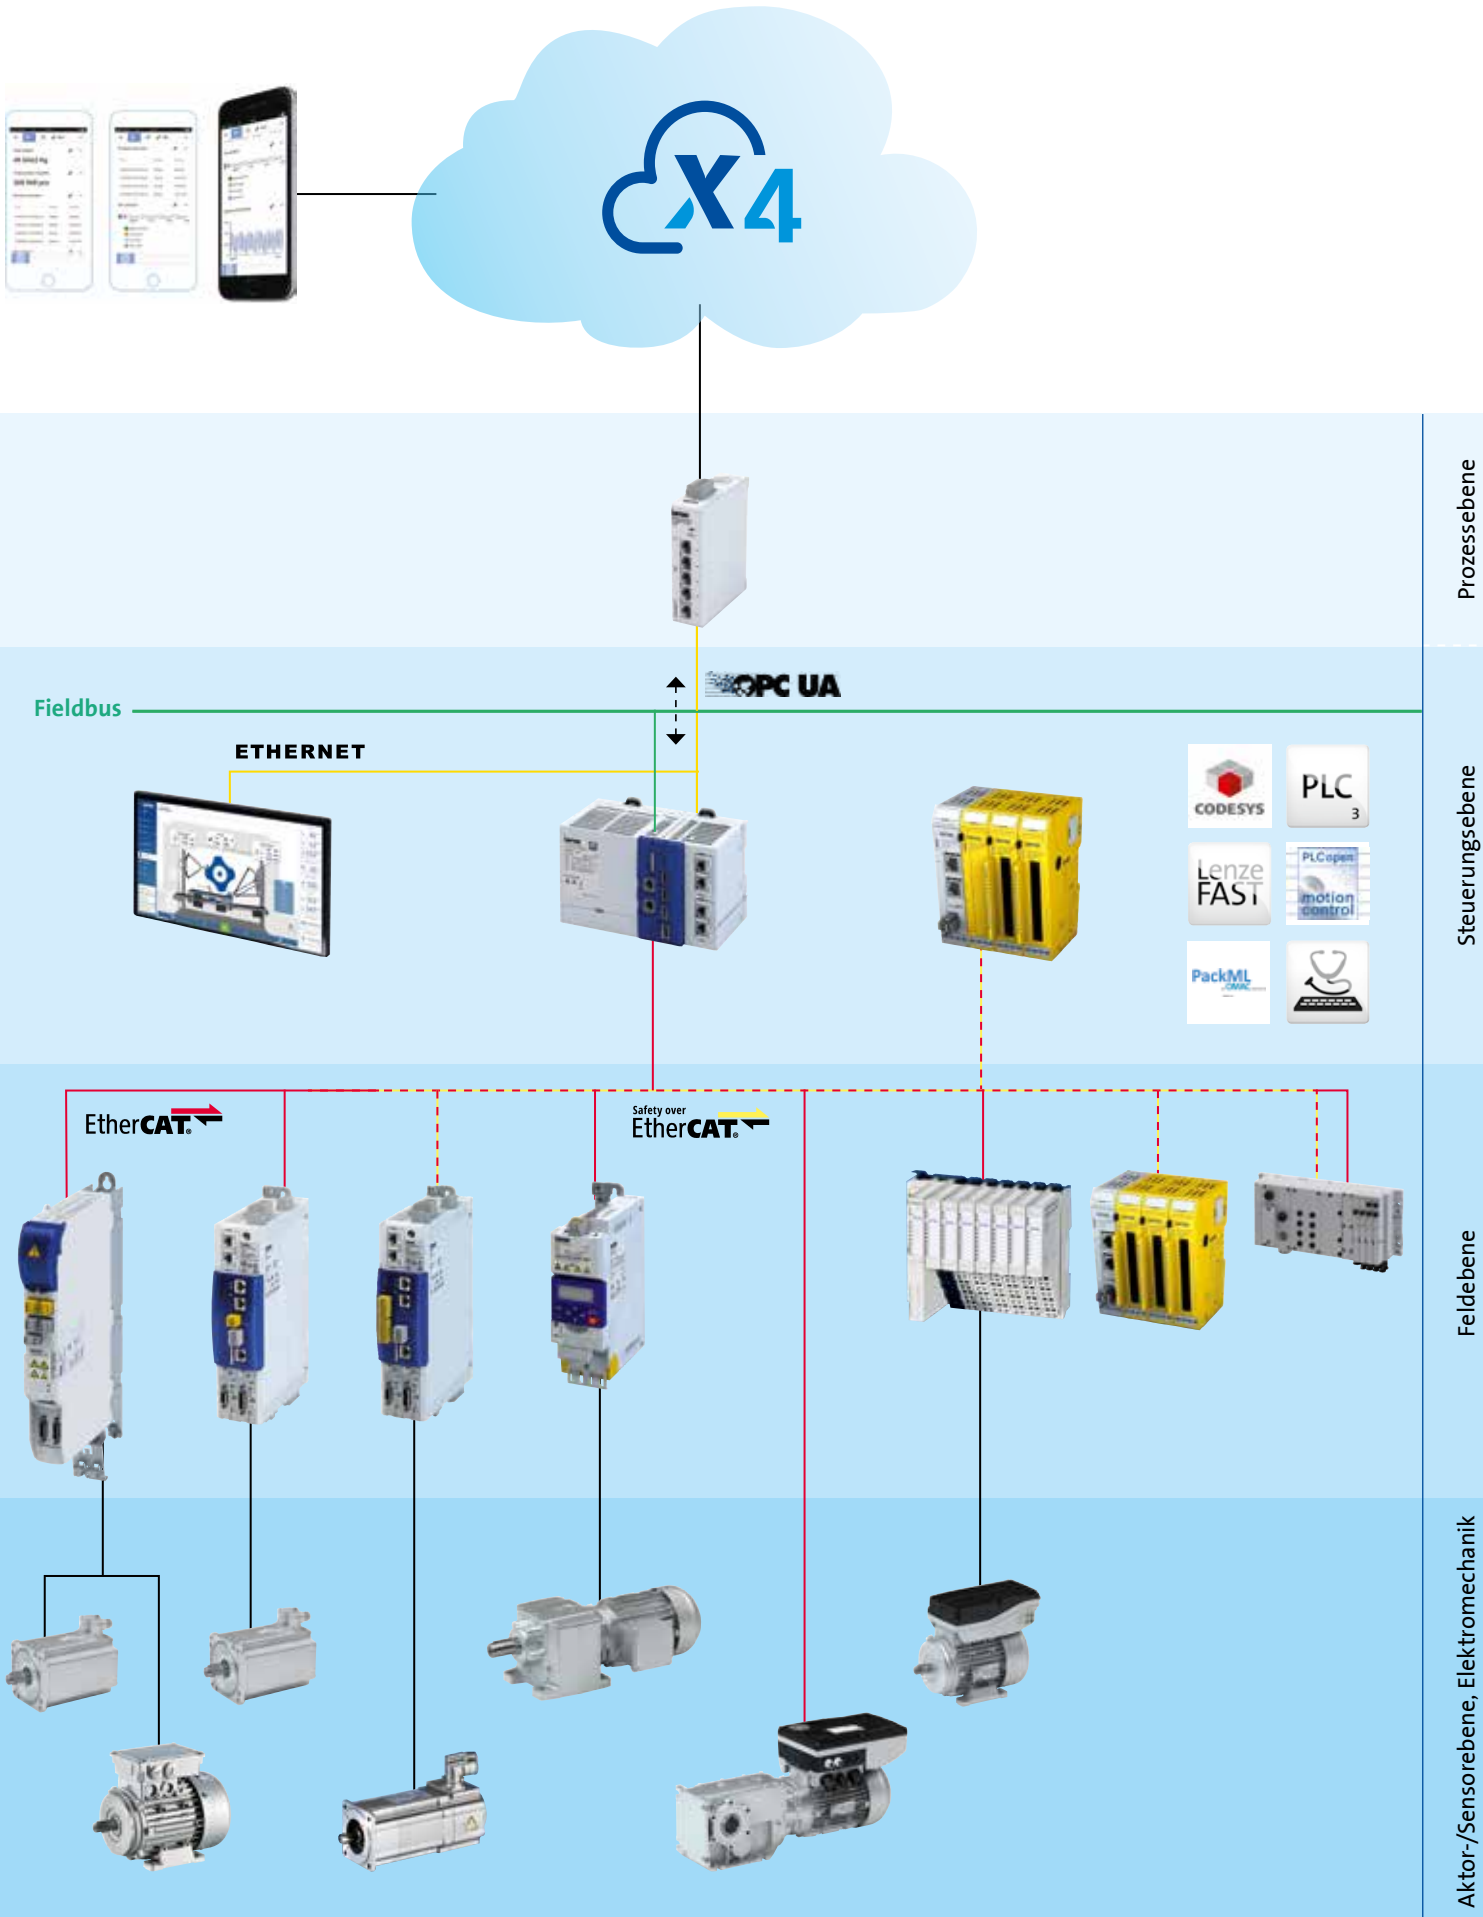 X4
Prozessebene
OPC UA
Fieldbus
ETHERNET
Steuerungsebene
CODESYS
PLC
3
Lenze
FAST
PLCopen
motion
control
PackML
OMAC
EtherCAT®
Safety over
EtherCAT®
Feldebene
Aktor-/Sensorebene, Elektromechanik